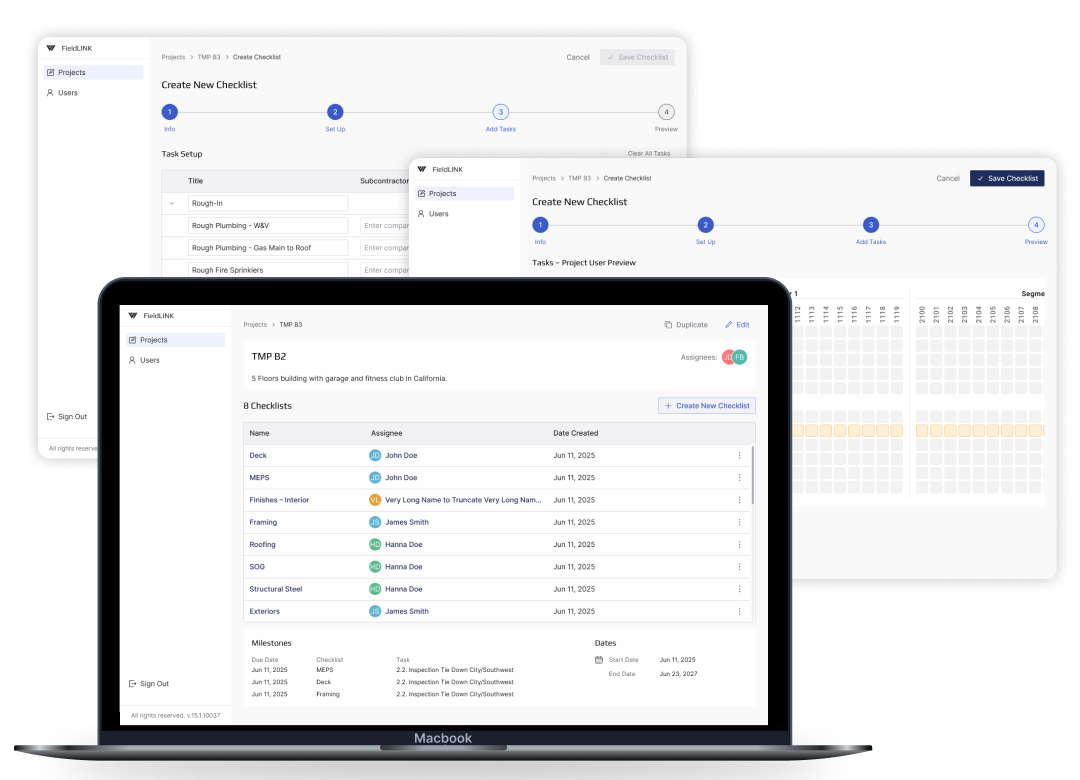 FieldLINK
Projects
Users
Sign Out
All rights reserve
Projects > TMP B3 > Create Checklist
Cancel
Save Checklist
Create New Checklist
1 2 3 4
Info Set Up Add Tasks Preview
Task Setup
Clear All Tasks
Title Subcontractor
Rough-In
Rough Plumbing - W&V Enter compar
Rough Plumbing - Gas Main to Roof Enter compar
Rough Fire Sprinklers Enter compar
FieldLINK
Projects
Users
Projects > TMP B3 > Create Checklist
Cancel
Save Checklist
Create New Checklist
1 2 3 4
Info Set Up Add Tasks Preview
Tasks – Project User Preview
r 1 Segme
1112 1113 1114 1115 1116 1117 1118 1119 2100 2101 2102 2103 2104 2105 2106 2107 2108
FieldLINK
Projects
Users
Sign Out
All rights reserved. v.15.1.10037
Projects > TMP B3
Duplicate
Edit
TMP B2
Assignees: JD FB
5 Floors building with garage and fitness club in California.
8 Checklists
+ Create New Checklist
Name Assignee Date Created
Deck JD John Doe Jun 11, 2025
MEPS JD John Doe Jun 11, 2025
Finishes – Interior VL Very Long Name to Truncate Very Long Nam... Jun 11, 2025
Framing JS James Smith Jun 11, 2025
Roofing HD Hanna Doe Jun 11, 2025
SOG HD Hanna Doe Jun 11, 2025
Structural Steel HD Hanna Doe Jun 11, 2025
Exteriors JS James Smith Jun 11, 2025
Milestones
Due Date Checklist Task
Jun 11, 2025 MEPS 2.2. Inspection Tie Down City/Southwest
Jun 11, 2025 Deck 2.2. Inspection Tie Down City/Southwest
Jun 11, 2025 Framing 2.2. Inspection Tie Down City/Southwest
Dates
Start Date Jun 11, 2025
End Date Jun 23, 2027
Macbook